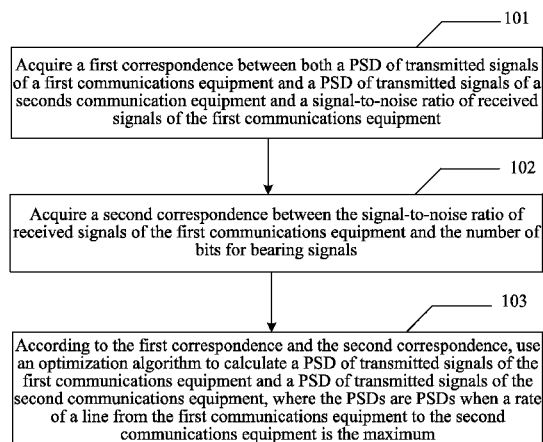 101
Acquire a first correspondence between both a PSD of transmitted signals
of a first communications equipment and a PSD of transmitted signals of a
seconds communication equipment and a signal-to-noise ratio of received
signals of the first communications equipment
102
Acquire a second correspondence between the signal-to-noise ratio of
received signals of the first communications equipment and the number of
bits for bearing signals
103
According to the first correspondence and the second correspondence, use
an optimization algorithm to calculate a PSD of transmitted signals of the
first communications equipment and a PSD of transmitted signals of the
second communications equipment, where the PSDs are PSDs when a rate
of a line from the first communications equipment to the second
communications equipment is the maximum